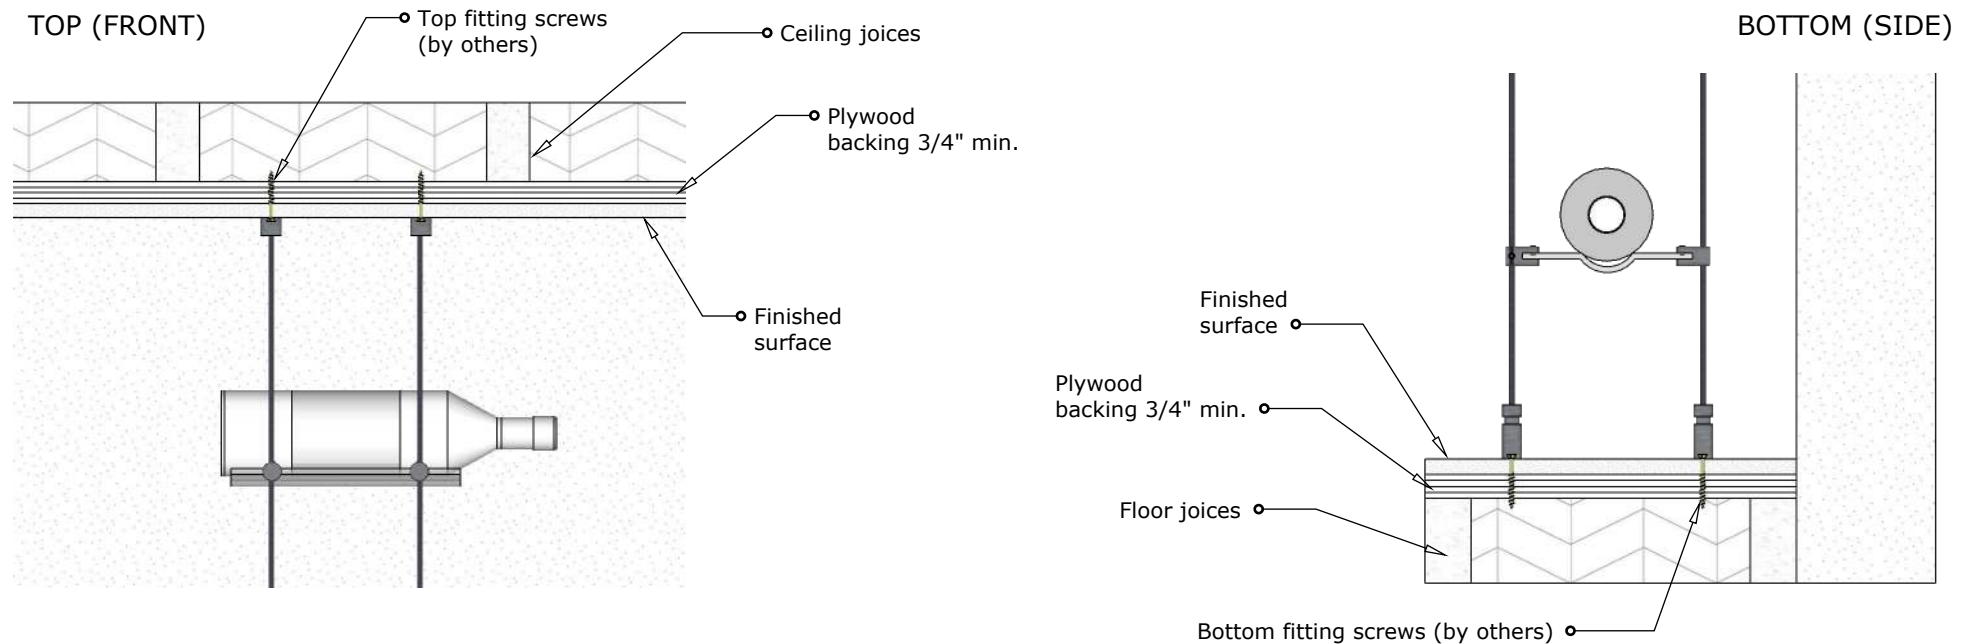 TOP (FRONT)
Top fitting screws
(by others)
Ceiling joices
Plywood
backing 3/4" min.
Finished
surface
BOTTOM (SIDE)
Finished
surface
Plywood
backing 3/4" min.
Floor joices
Bottom fitting screws (by others)